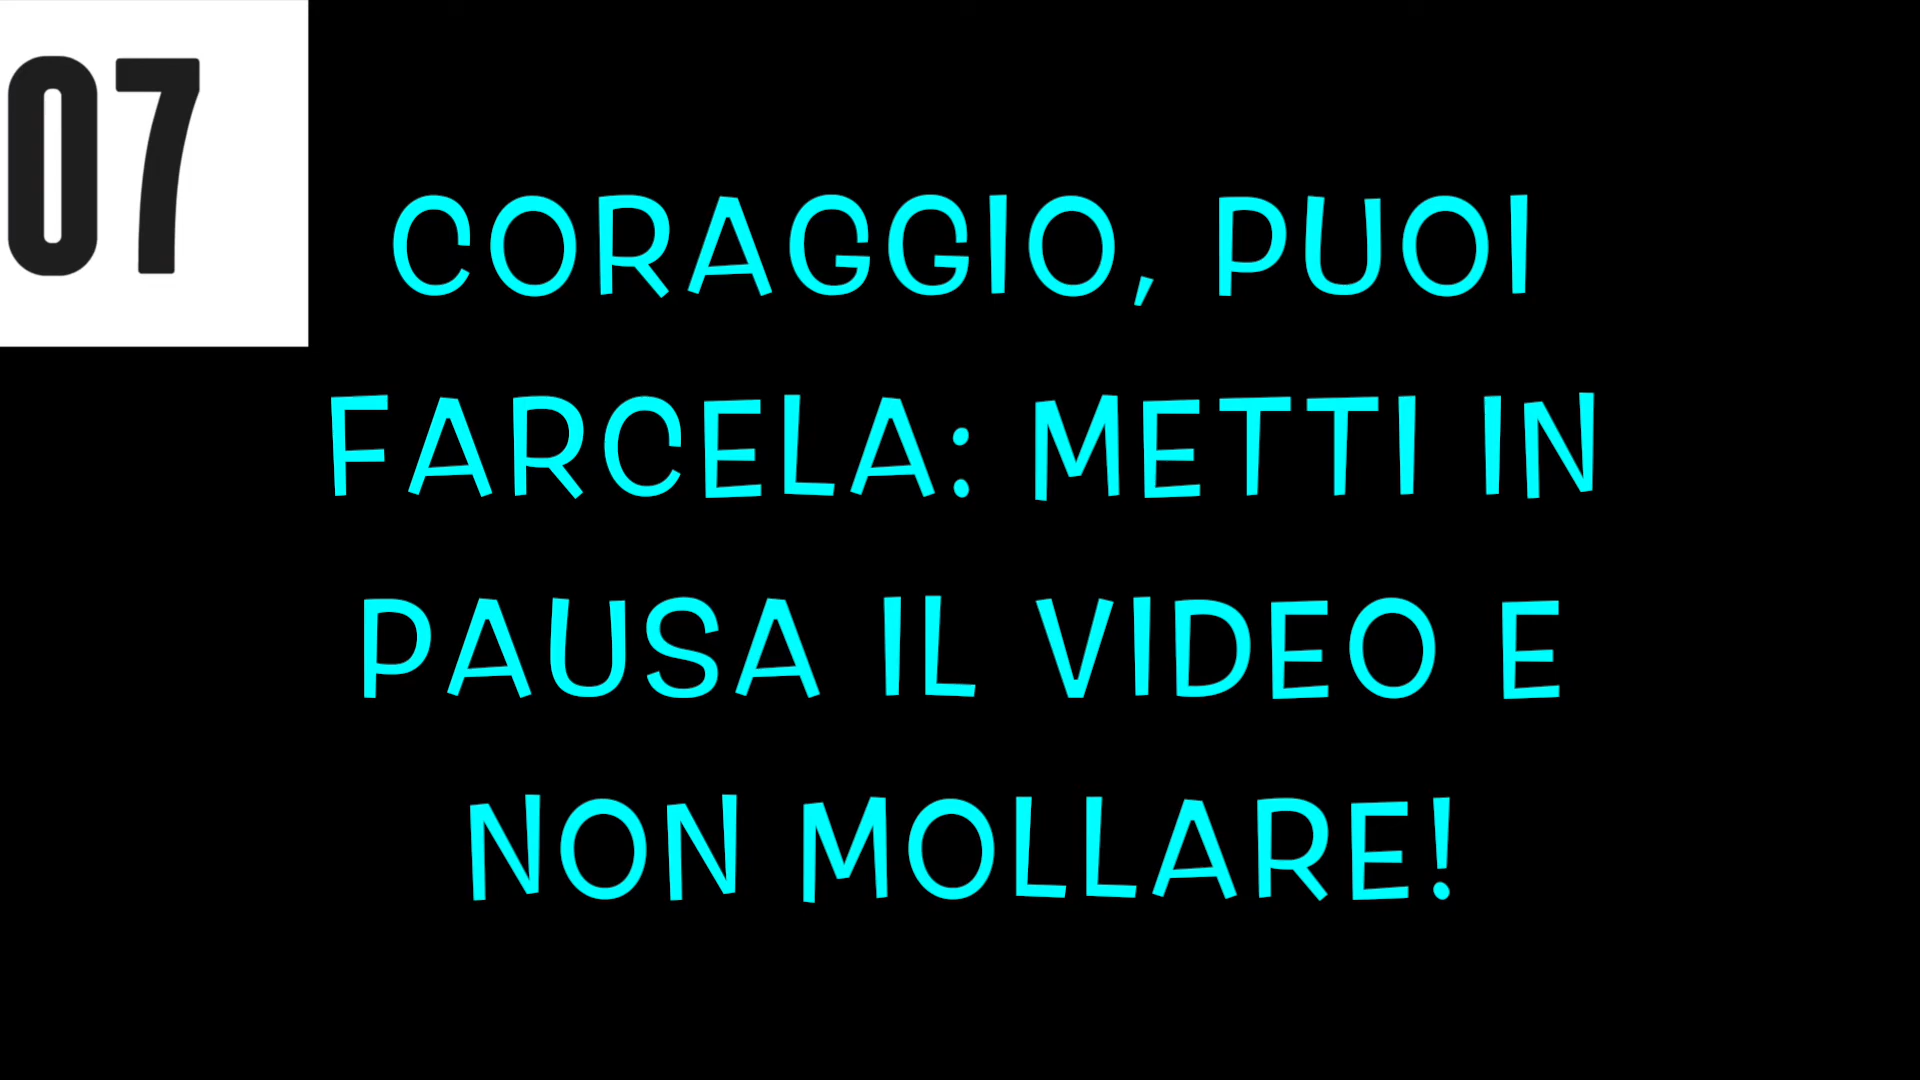 07
CORAGGIO, PUOI
FARCELA: METTI IN
PAUSA IL VIDEO E
NON MOLLARE!